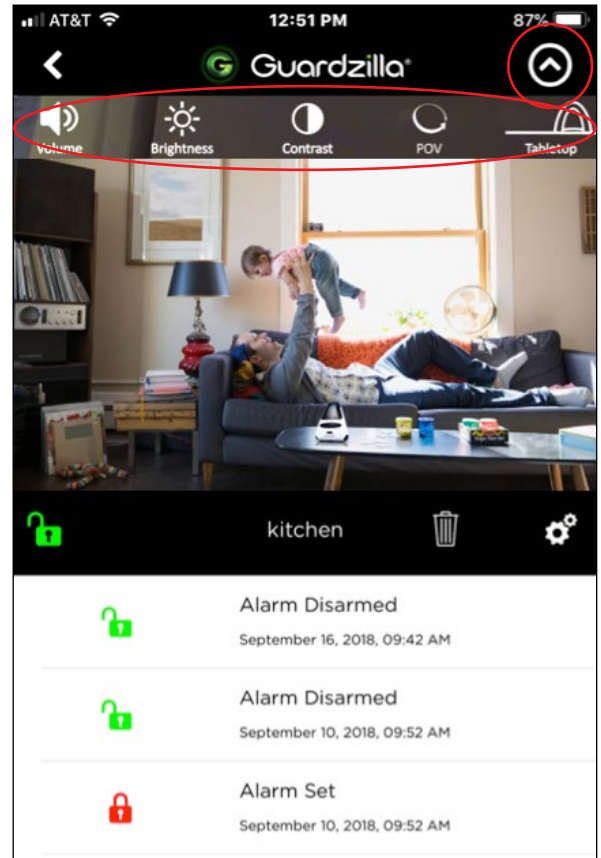 AT&T 12:51 PM 87%
Guardzilla®
Volume Brightness Contrast POV Tabletop
kitchen
Alarm Disarmed
September 16, 2018, 09:42 AM
Alarm Disarmed
September 10, 2018, 09:52 AM
Alarm Set
September 10, 2018, 09:52 AM